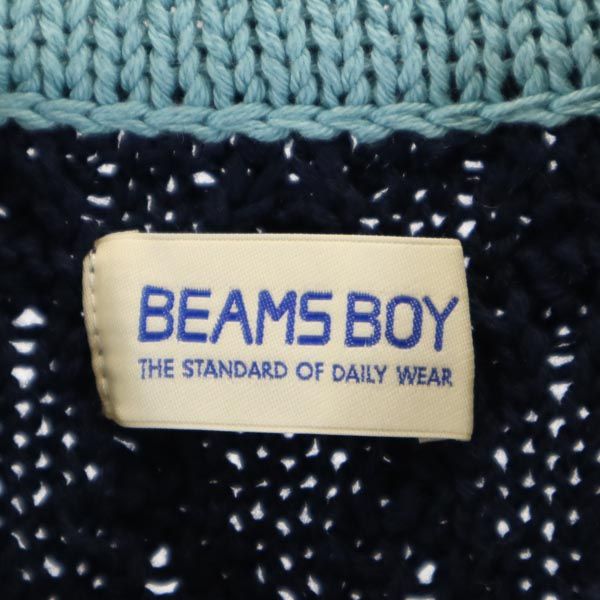 BEAMS BOY
THE STANDARD OF DAILY WEAR